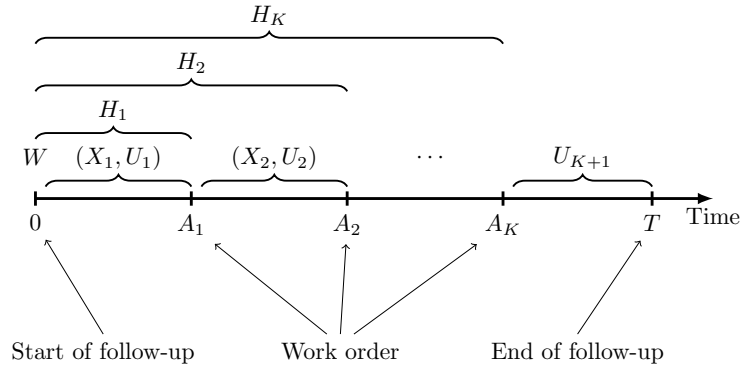 H_K
H_2
H_1
W (X_1, U_1) (X_2, U_2) ⋯ U_{K+1}
0 A_1 A_2 A_K T Time
Start of follow-up Work order End of follow-up